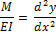 M/EI = d²y/dx²